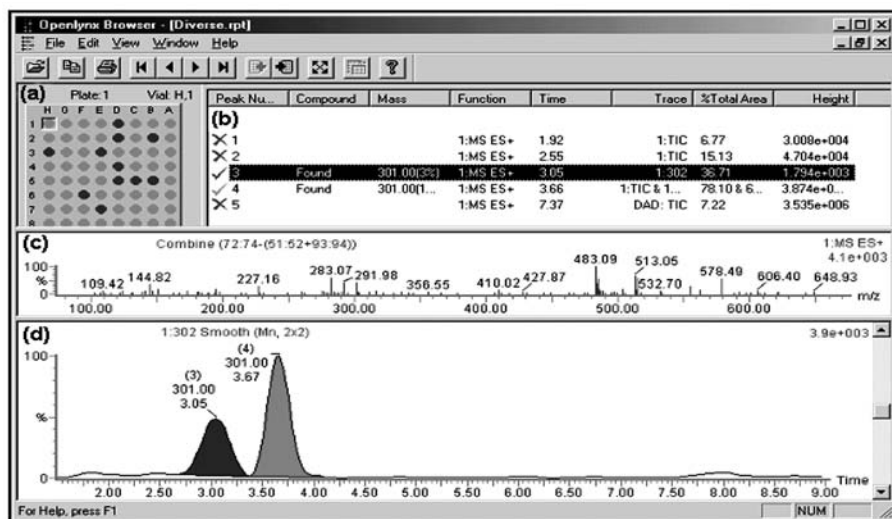 Openlynx Browser - [Diverse.rpt]
File Edit View Window Help
(a) Plate:1 Vial: H,1
H G F E D C B A
1
2
3
4
5
6
7
8
Peak Nu... Compound Mass Function Time Trace %Total Area Height
(b)
1 1:MS ES+ 1.92 1:TIC 6.77 3.008e+004
2 1:MS ES+ 2.55 1:TIC 15.13 4.704e+004
3 Found 301.00(3%) 1:MS ES+ 3.05 1:302 36.71 1.794e+003
4 Found 301.00(1... 1:MS ES+ 3.66 1:TIC & 1... 78.10 & 6... 3.874e+0...
5 1:MS ES+ 7.37 DAD: TIC 7.22 3.535e+006
(c) Combine (72:74-(51:52+93:94)) 1:MS ES+
4.1e+003
100
%
0
109.42 144.82 227.16 283.07 291.98 356.55 410.02 427.87 483.09 513.05 532.70 578.49 606.40 648.93
m/z
100.00 200.00 300.00 400.00 500.00 600.00
(d) 1:302 Smooth (Mn, 2x2) 3.9e+003
100
%
0
(3)
301.00
3.05
(4)
301.00
3.67
Time
2.00 2.50 3.00 3.50 4.00 4.50 5.00 5.50 6.00 6.50 7.00 7.50 8.00 8.50 9.00
For Help, press F1 NUM